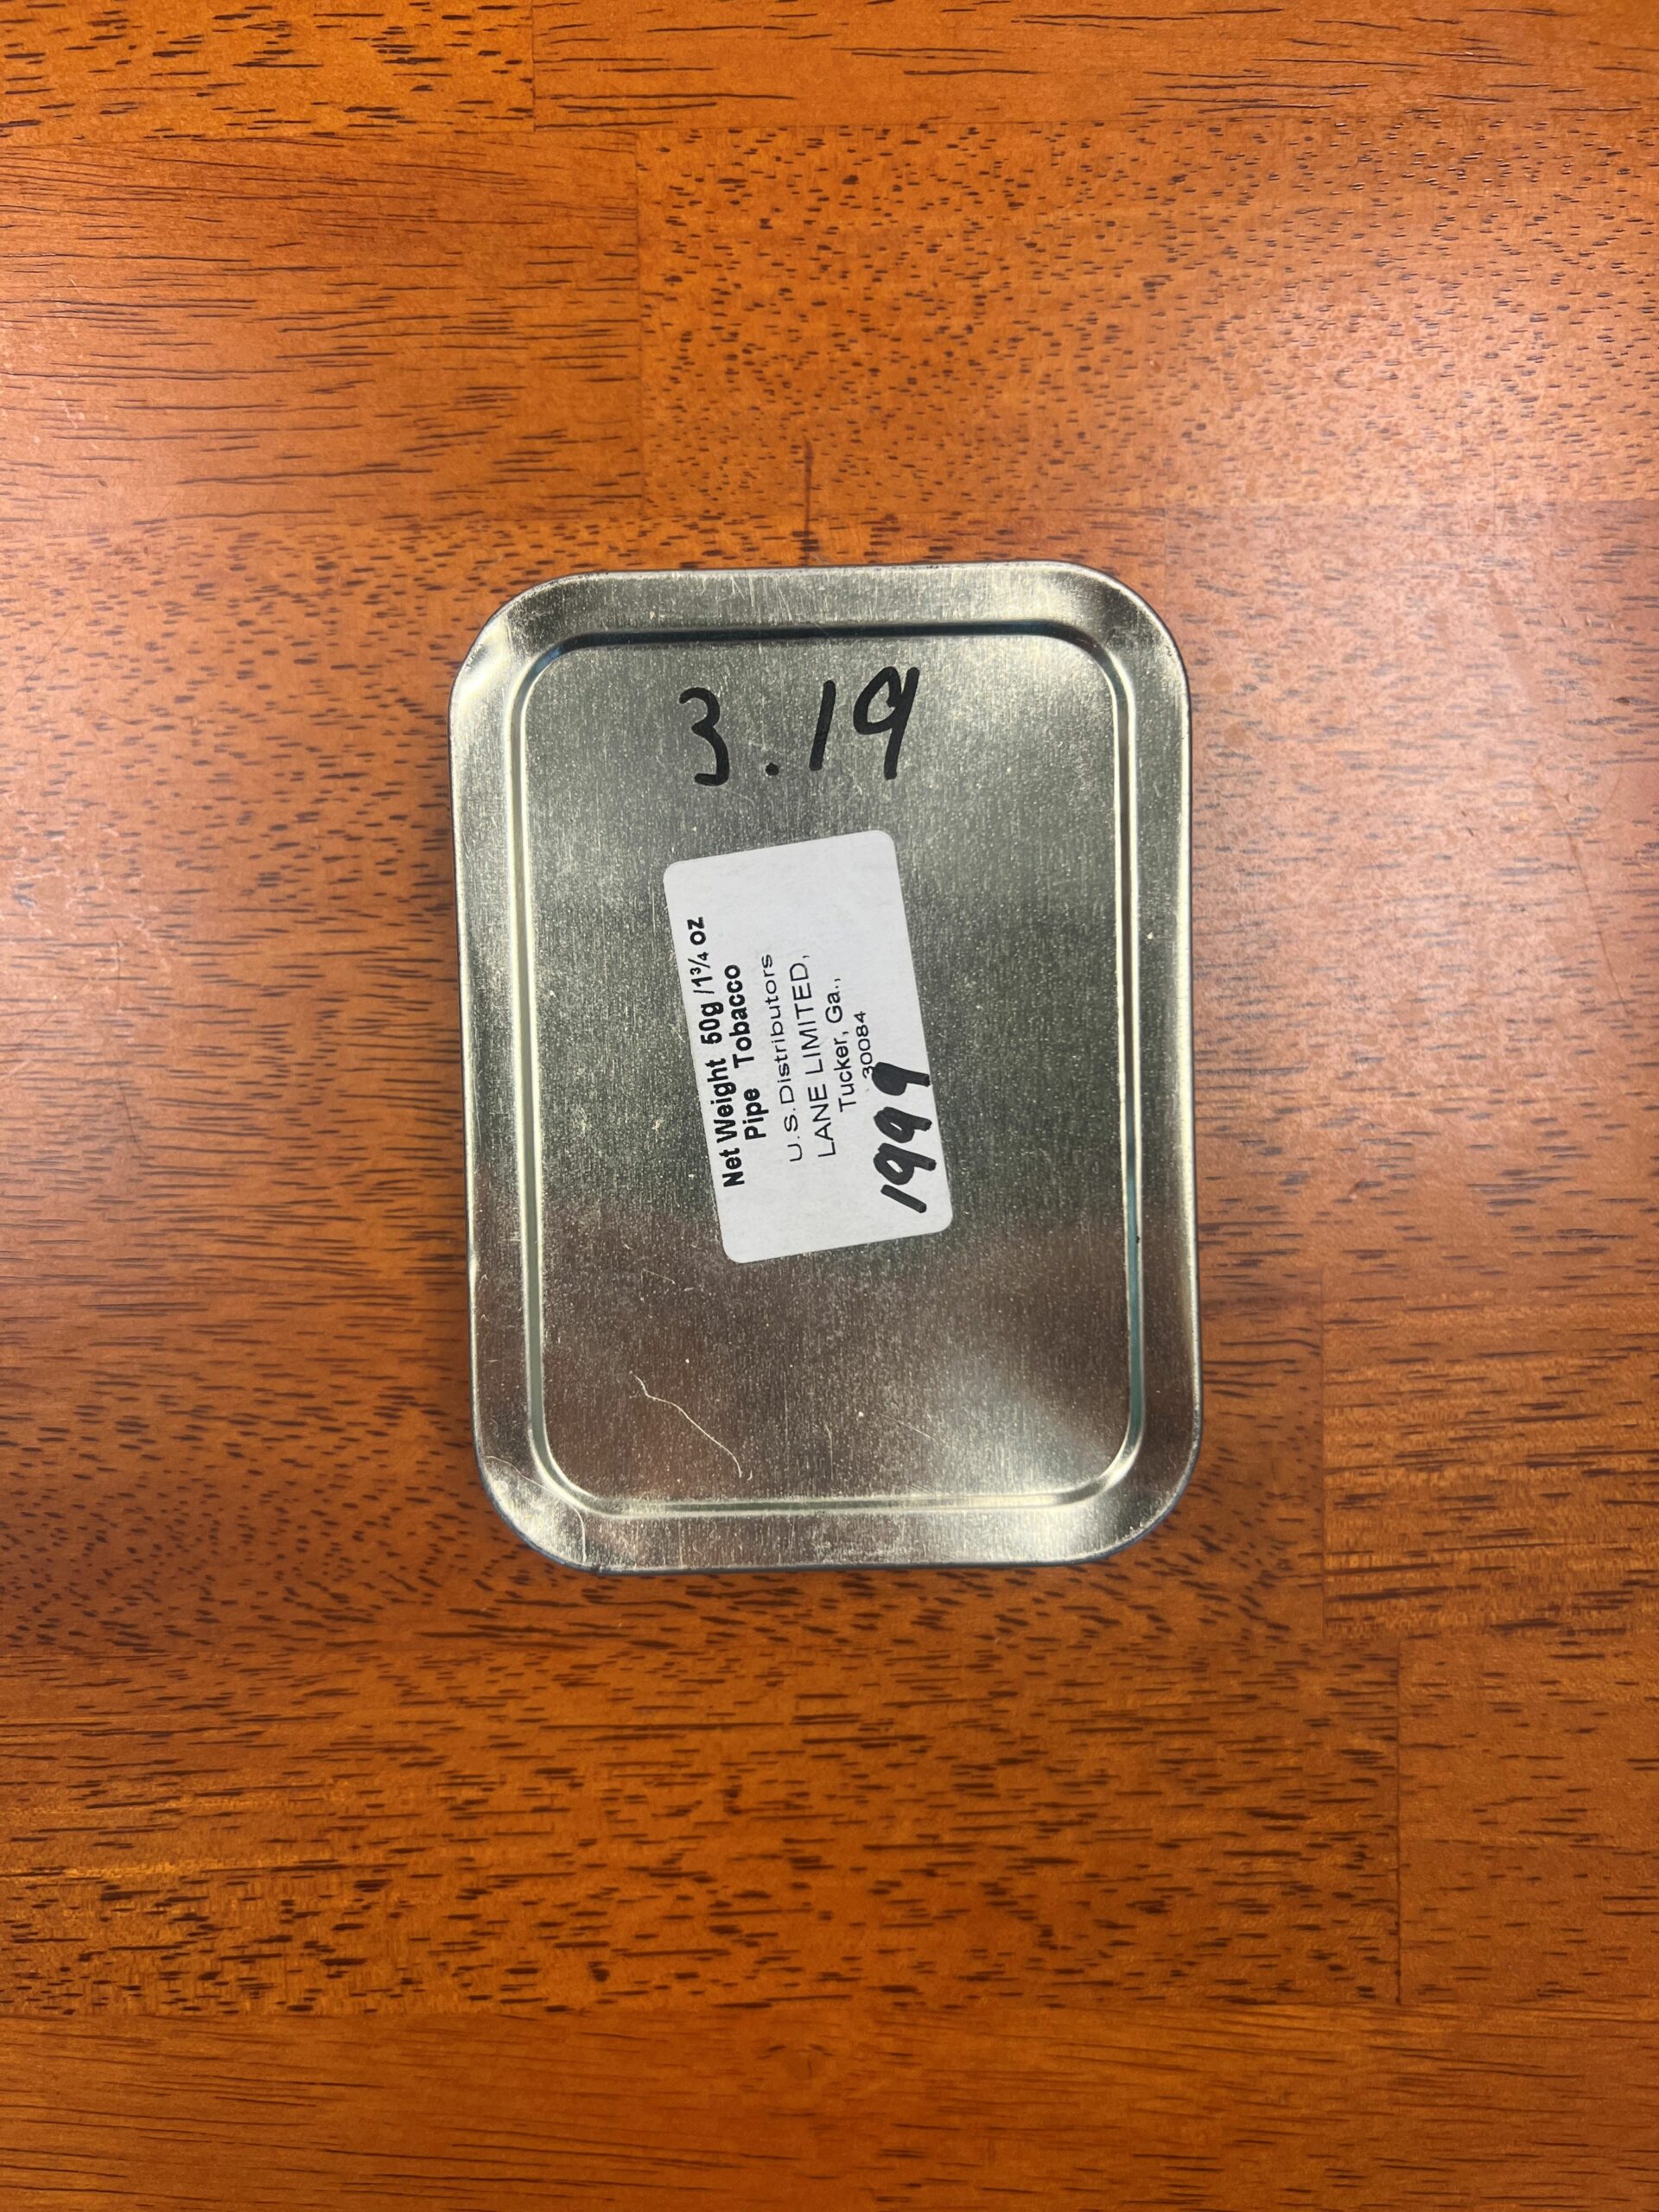 3.19
Net Weight 50g/1¾ oz
Pipe Tobacco
U.S. Distributors
LANE LIMITED,
Tucker, Ga.,
30084
1999